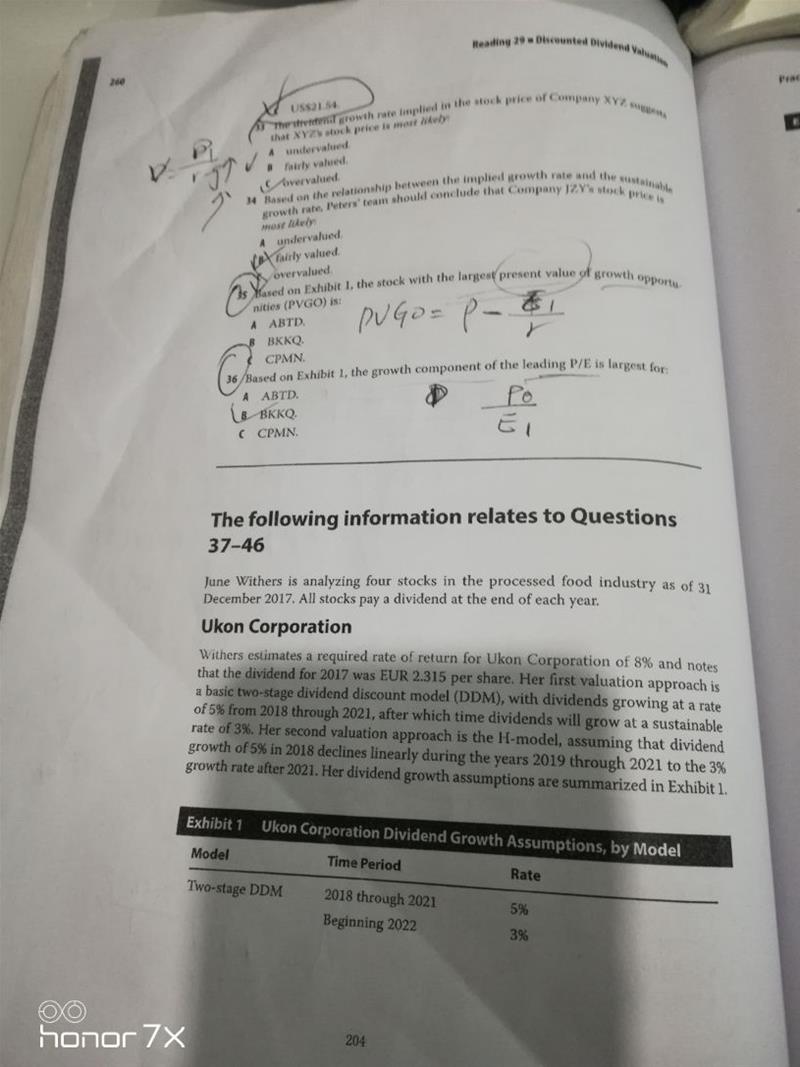 Reading 29 ■ Discounted Dividend Valuation
260
Prac
US$21.54.
33 The dividend growth rate implied in the stock price of Company XYZ suggests
that XYZ's stock price is most likely:
A undervalued.
B fairly valued.
C overvalued.
34 Based on the relationship between the implied growth rate and the sustainable
growth rate, Peters' team should conclude that Company JZY's stock price is
most likely:
A undervalued.
B fairly valued.
overvalued.
35 Based on Exhibit 1, the stock with the largest present value of growth opportu-
nities (PVGO) is:
PVGO = P - E1/r
A ABTD.
B BKKQ.
C CPMN.
36 Based on Exhibit 1, the growth component of the leading P/E is largest for:
A ABTD.
B BKKQ.
C CPMN.
P0
E1
The following information relates to Questions
37–46
June Withers is analyzing four stocks in the processed food industry as of 31
December 2017. All stocks pay a dividend at the end of each year.
Ukon Corporation
Withers estimates a required rate of return for Ukon Corporation of 8% and notes
that the dividend for 2017 was EUR 2.315 per share. Her first valuation approach is
a basic two-stage dividend discount model (DDM), with dividends growing at a rate
of 5% from 2018 through 2021, after which time dividends will grow at a sustainable
rate of 3%. Her second valuation approach is the H-model, assuming that dividend
growth of 5% in 2018 declines linearly during the years 2019 through 2021 to the 3%
growth rate after 2021. Her dividend growth assumptions are summarized in Exhibit 1.
Exhibit 1 Ukon Corporation Dividend Growth Assumptions, by Model
Model Time Period Rate
Two-stage DDM 2018 through 2021 5%
Beginning 2022 3%
204
honor 7X